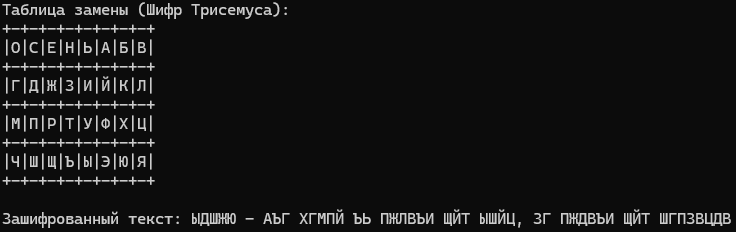 Таблица замены (Шифр Трисемуса):
+-+-+-+-+-+-+-+-+
|О|С|Е|Н|Ь|А|Б|В|
+-+-+-+-+-+-+-+-+
|Г|Д|Ж|З|И|Й|К|Л|
+-+-+-+-+-+-+-+-+
|М|П|Р|Т|У|Ф|Х|Ц|
+-+-+-+-+-+-+-+-+
|Ч|Ш|Щ|Ъ|Ы|Э|Ю|Я|
+-+-+-+-+-+-+-+-+
Зашифрованный текст: ЫДШЖЮ - АЪГ ХГМПЙ ЪЬ ПЖЛВЪИ ЩЙТ ЫШЙЦ, ЗГ ПЖДВЪИ ЩЙТ ШГПЗВЦДВ